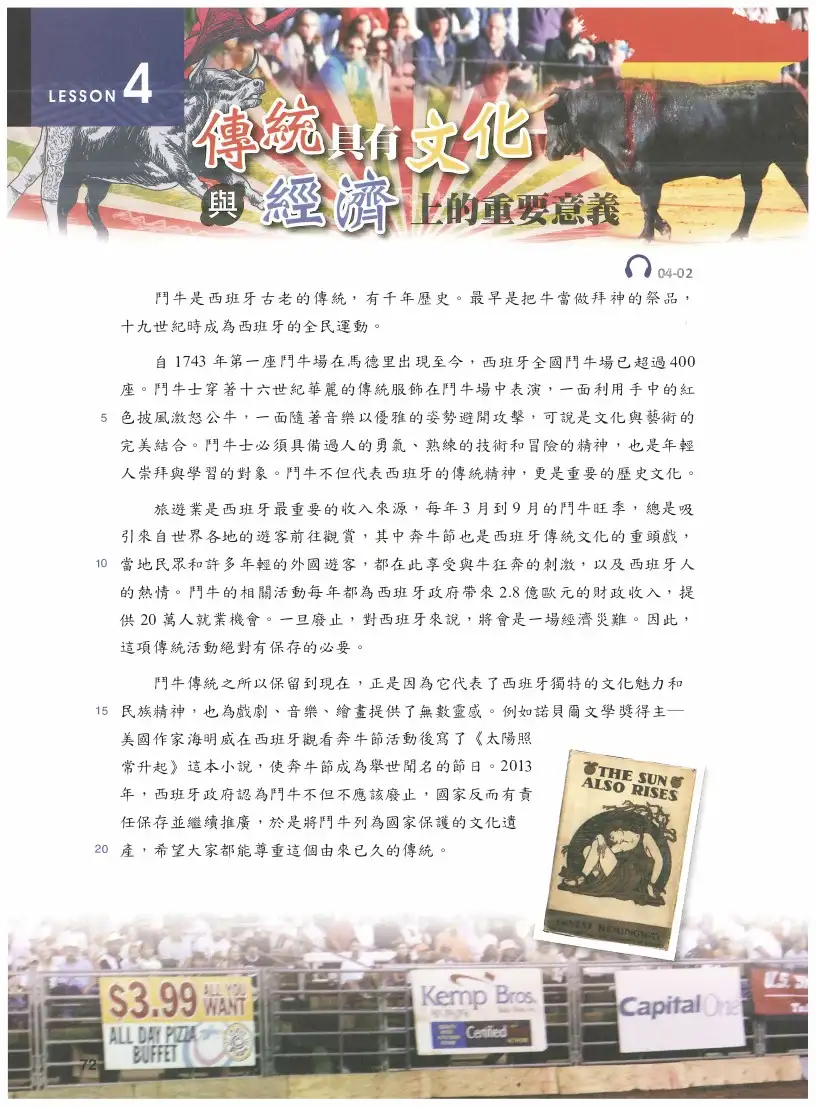 LESSON 4
傳統具有文化
與經濟上的重要意義
04-02
鬥牛是西班牙古老的傳統，有千年歷史。最早是把牛當做拜神的祭品，
十九世紀時成為西班牙的全民運動。
自 1743 年第一座鬥牛場在馬德里出現至今，西班牙全國鬥牛場已超過 400
座。鬥牛士穿著十六世紀華麗的傳統服飾在鬥牛場中表演，一面利用手中的紅
5 色披風激怒公牛，一面隨著音樂以優雅的姿勢避開攻擊，可說是文化與藝術的
完美結合。鬥牛士必須具備過人的勇氣、熟練的技術和冒險的精神，也是年輕
人崇拜與學習的對象。鬥牛不但代表西班牙的傳統精神，更是重要的歷史文化。
旅遊業是西班牙最重要的收入來源，每年 3 月到 9 月的鬥牛旺季，總是吸
引來自世界各地的遊客前往觀賞，其中奔牛節也是西班牙傳統文化的重頭戲，
10 當地民眾和許多年輕的外國遊客，都在此享受與牛狂奔的刺激，以及西班牙人
的熱情。鬥牛的相關活動每年都為西班牙政府帶來 2.8 億歐元的財政收入，提
供 20 萬人就業機會。一旦廢止，對西班牙來說，將會是一場經濟災難。因此，
這項傳統活動絕對有保存的必要。
鬥牛傳統之所以保留到現在，正是因為它代表了西班牙獨特的文化魅力和
15 民族精神，也為戲劇、音樂、繪畫提供了無數靈感。例如諾貝爾文學獎得主—
美國作家海明威在西班牙觀看奔牛節活動後寫了《太陽照
常升起》這本小說，使奔牛節成為舉世聞名的節日。2013
年，西班牙政府認為鬥牛不但不應該廢止，國家反而有責
任保存並繼續推廣，於是將鬥牛列為國家保護的文化遺
20 產，希望大家都能尊重這個由來已久的傳統。
THE SUN
ALSO RISES
ERNEST HEMINGWAY
$3.99 ALL YOU
WANT
ALL DAY PIZZA
BUFFET
Kemp Bros.
Certified
Capital One
U.S.
72